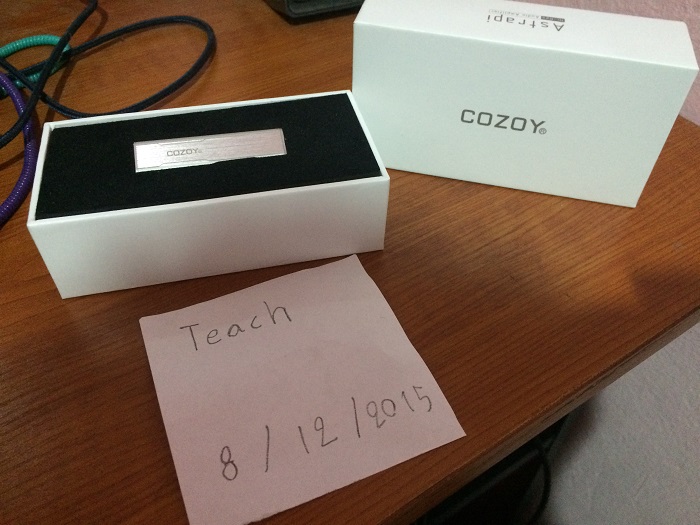 Astrapi
COZOY®
COZOY®
Teach
8/12/2015